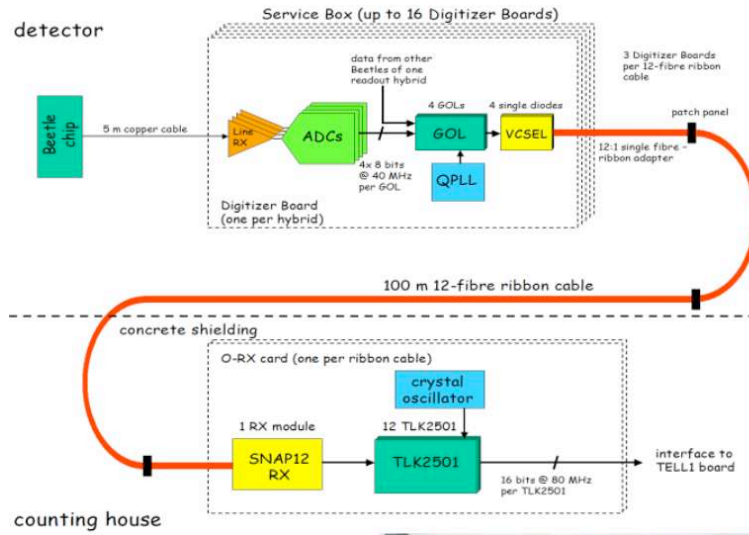 detector
Service Box (up to 16 Digitizer Boards)
data from other
Beetles of one
readout hybrid
3 Digitizer Boards
per 12-fibre ribbon
cable
Beetle
chip
5 m copper cable
Line
RX
ADCs
4 GOLs
GOL
4 single diodes
VCSEL
patch panel
12:1 single fibre –
ribbon adapter
4x 8 bits
@ 40 MHz
per GOL
QPLL
Digitizer Board
(one per hybrid)
100 m 12-fibre ribbon cable
concrete shielding
O-RX card (one per ribbon cable)
crystal
oscillator
1 RX module
SNAP12
RX
12 TLK2501
TLK2501
16 bits @ 80 MHz
per TLK2501
interface to
TELL1 board
counting house